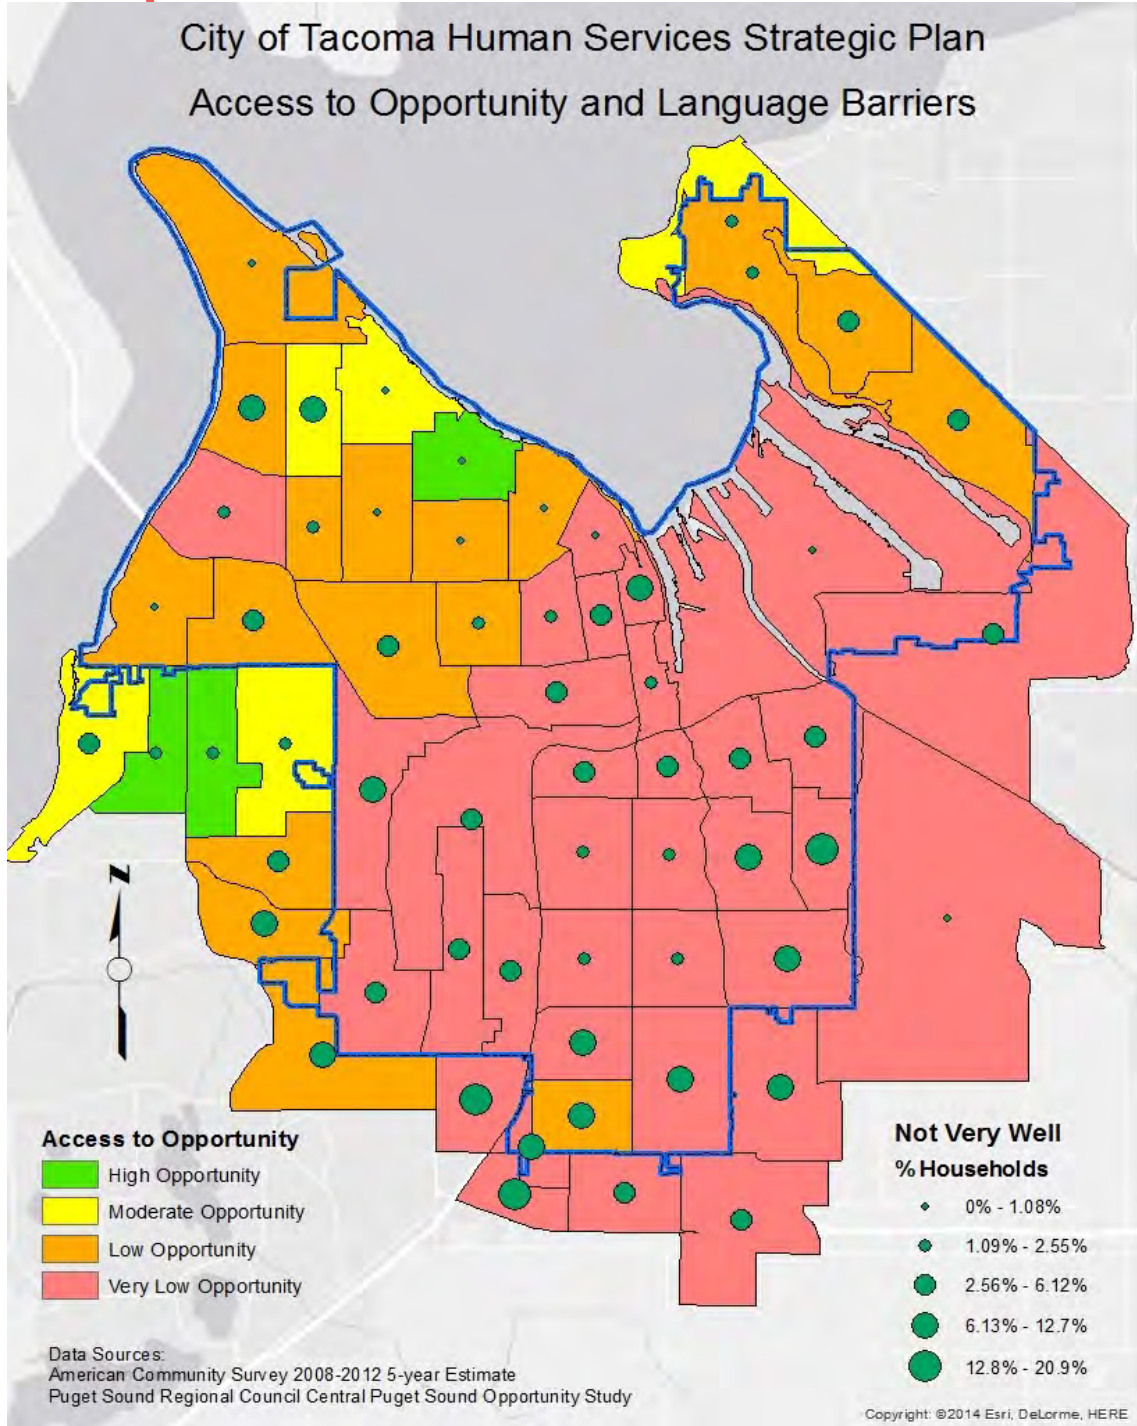 City of Tacoma Human Services Strategic Plan
Access to Opportunity and Language Barriers
N
Access to Opportunity
High Opportunity
Moderate Opportunity
Low Opportunity
Very Low Opportunity
Not Very Well
% Households
0% - 1.08%
1.09% - 2.55%
2.56% - 6.12%
6.13% - 12.7%
12.8% - 20.9%
Data Sources:
American Community Survey 2008-2012 5-year Estimate
Puget Sound Regional Council Central Puget Sound Opportunity Study
Copyright: ©2014 Esri, DeLorme, HERE